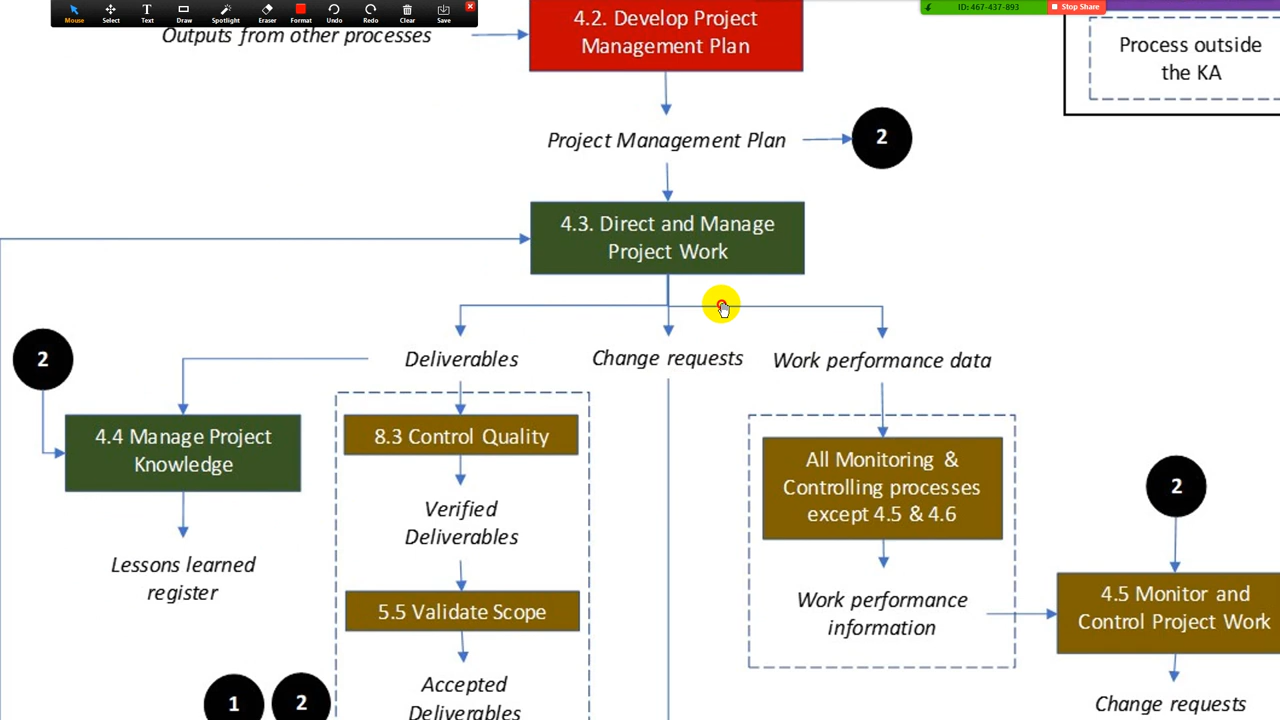 Mouse Select Text Draw Spotlight Eraser Format Undo Redo Clear Save
ID: 467-437-893 Stop Share
Outputs from other processes
4.2. Develop Project
Management Plan
Process outside
the KA
Project Management Plan
2
4.3. Direct and Manage
Project Work
2
Deliverables
Change requests
Work performance data
4.4 Manage Project
Knowledge
Lessons learned
register
8.3 Control Quality
Verified
Deliverables
5.5 Validate Scope
Accepted
Deliverables
1
2
All Monitoring &
Controlling processes
except 4.5 & 4.6
Work performance
information
2
4.5 Monitor and
Control Project Work
Change requests